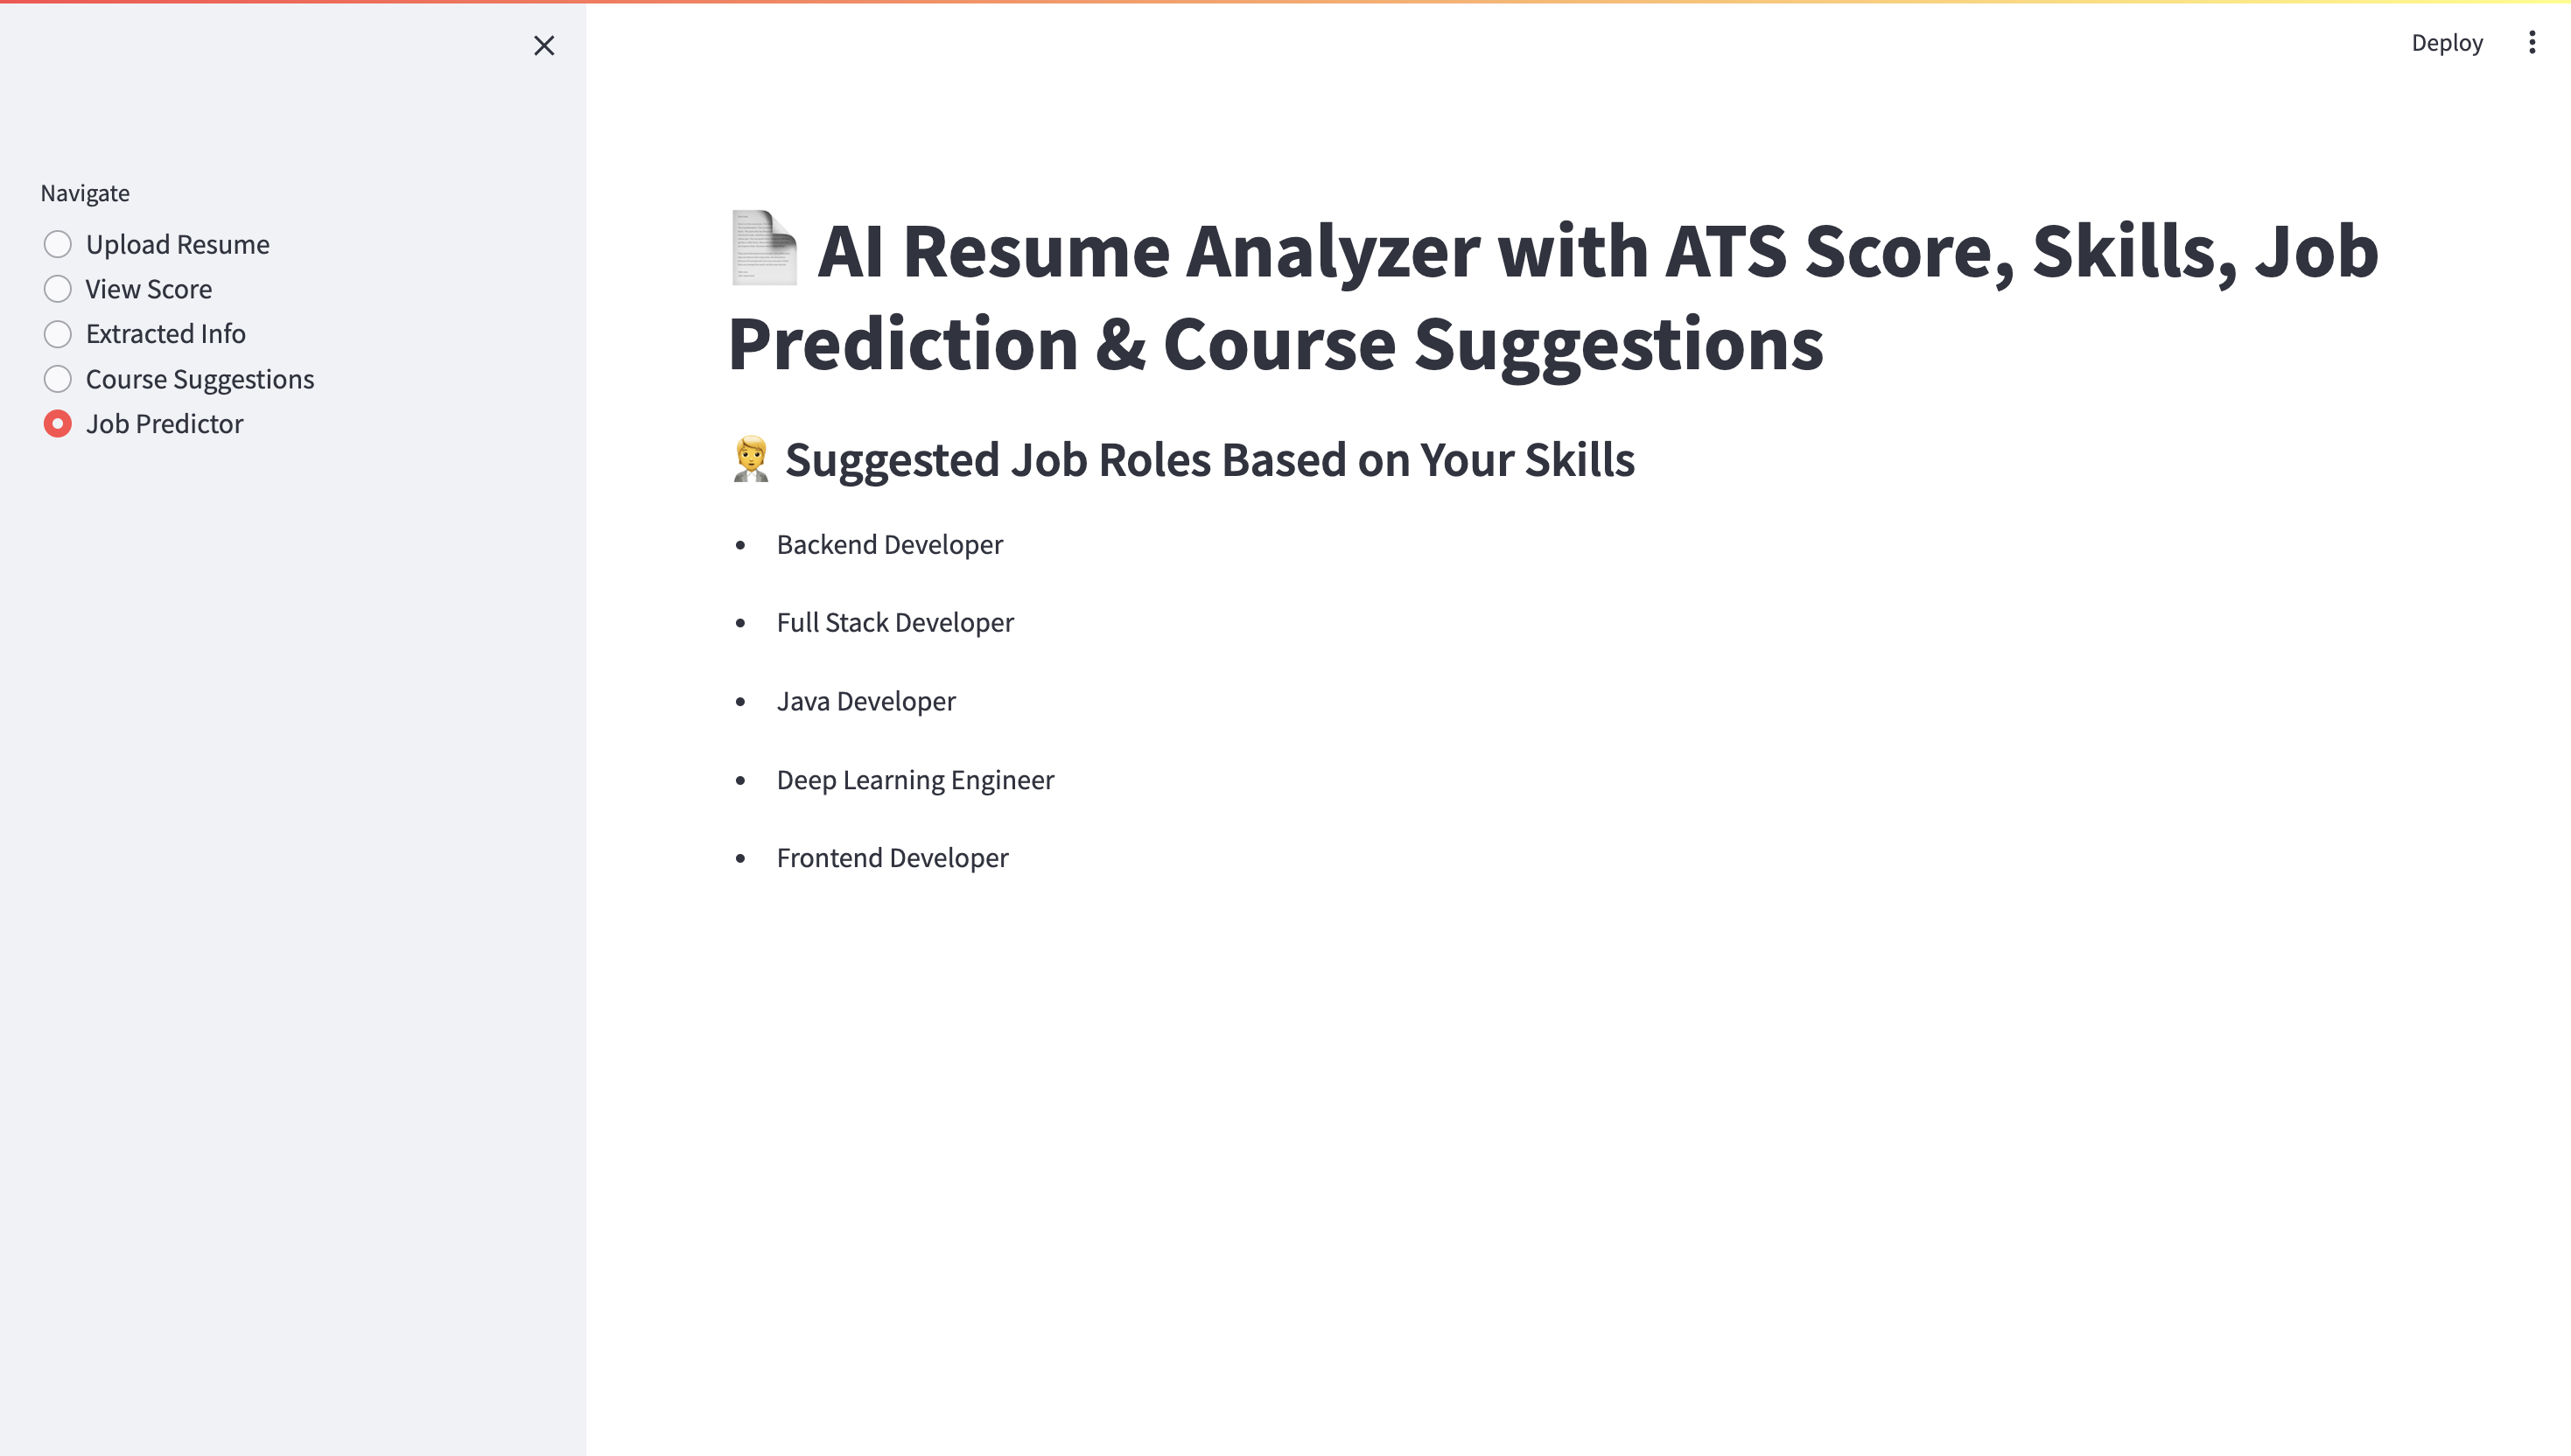 Deploy
Navigate
Upload Resume
View Score
Extracted Info
Course Suggestions
Job Predictor
AI Resume Analyzer with ATS Score, Skills, Job
Prediction & Course Suggestions
Suggested Job Roles Based on Your Skills
• Backend Developer
• Full Stack Developer
• Java Developer
• Deep Learning Engineer
• Frontend Developer